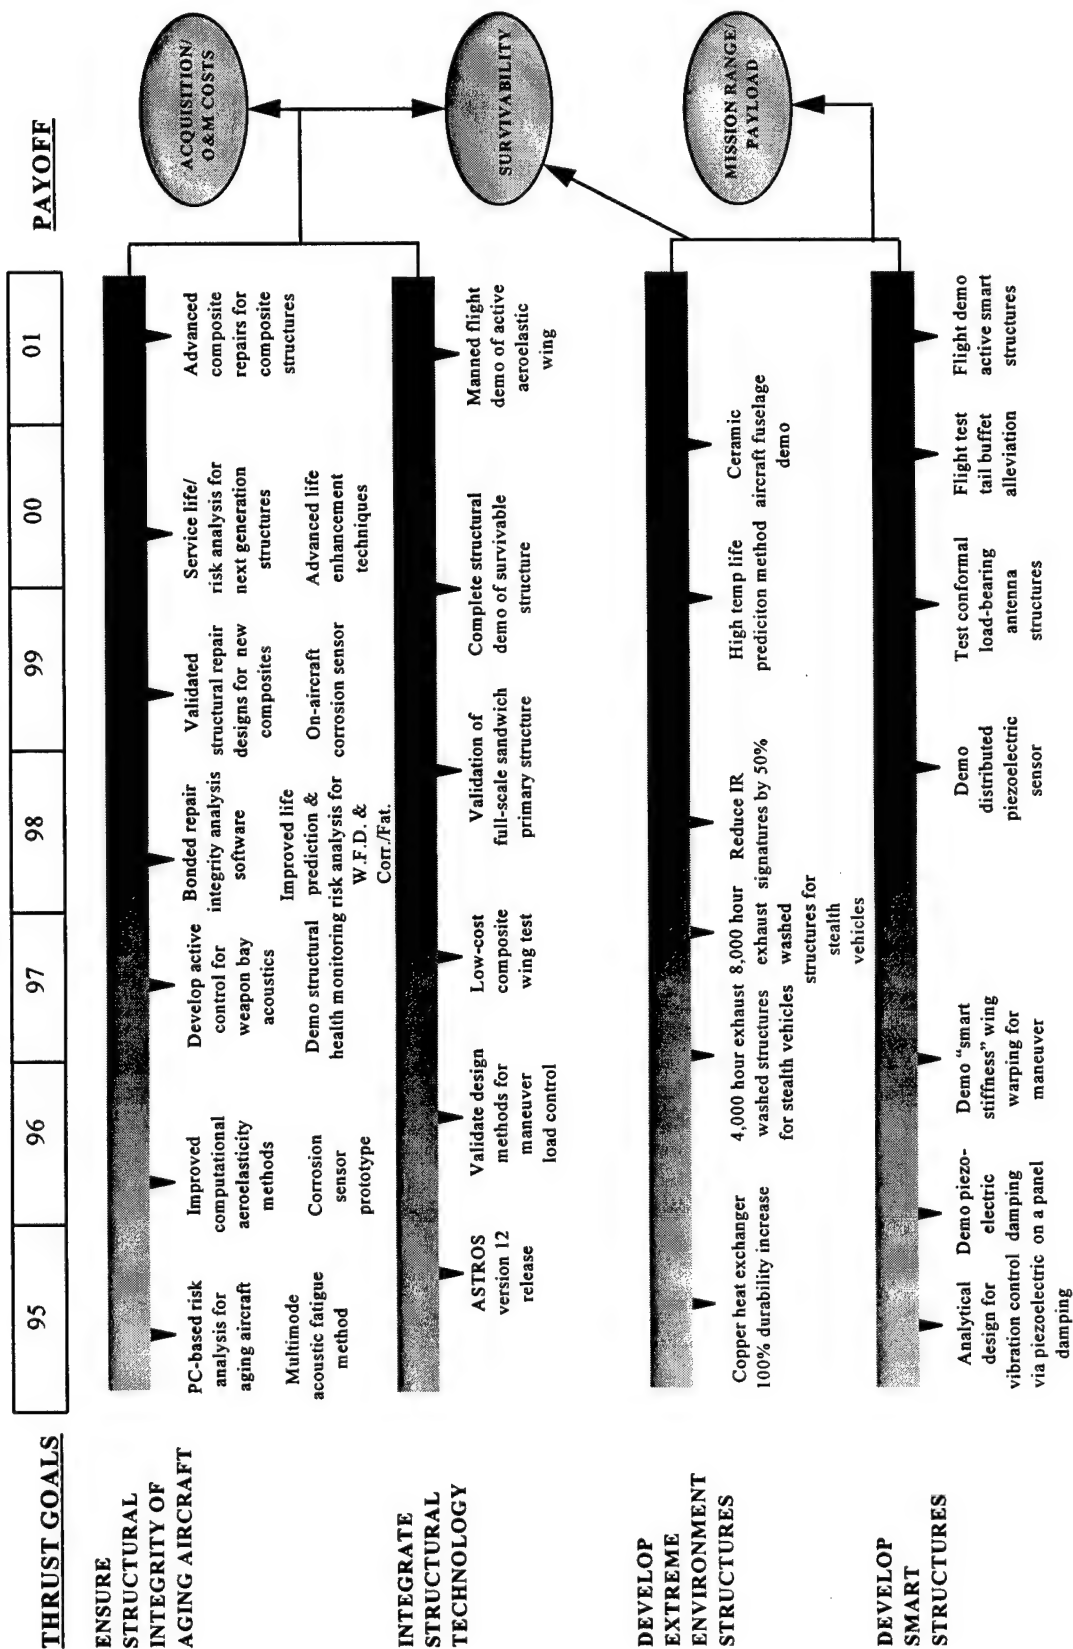 THRUST GOALS
95
96
97
98
99
00
01
PAYOFF
ENSURE
STRUCTURAL
INTEGRITY OF
AGING AIRCRAFT
PC-based risk
analysis for
aging aircraft
Improved
computational
aeroelasticity
methods
Develop active
control for
weapon bay
acoustics
Bonded repair
integrity analysis
software
Validated
structural repair
designs for new
composites
Service life/
risk analysis for
next generation
structures
Advanced
composite
repairs for
composite
structures
Multimode
acoustic fatigue
method
Corrosion
sensor
prototype
Demo structural
health monitoring
Improved life
prediction &
risk analysis for
W.F.D. &
Corr./Fat.
On-aircraft
corrosion sensor
Advanced life
enhancement
techniques
ACQUISITION/
O&M COSTS
INTEGRATE
STRUCTURAL
TECHNOLOGY
ASTROS
version 12
release
Validate design
methods for
maneuver
load control
Low-cost
composite
wing test
Validation of
full-scale sandwich
primary structure
Complete structural
demo of survivable
structure
Manned flight
demo of active
aeroelastic
wing
SURVIVABILITY
DEVELOP
EXTREME
ENVIRONMENT
STRUCTURES
Copper heat exchanger
100% durability increase
4,000 hour exhaust
washed structures
for stealth vehicles
8,000 hour
exhaust
washed
structures for
stealth
vehicles
Reduce IR
signatures by 50%
High temp life
prediciton method
Ceramic
aircraft fuselage
demo
MISSION RANGE/
PAYLOAD
DEVELOP
SMART
STRUCTURES
Analytical
design for
vibration control
via piezoelectric
damping
Demo piezo-
electric
damping
on a panel
Demo “smart
stiffness” wing
warping for
maneuver
Demo
distributed
piezoelectric
sensor
Test conformal
load-bearing
antenna
structures
Flight test
tail buffet
alleviation
Flight demo
active smart
structures